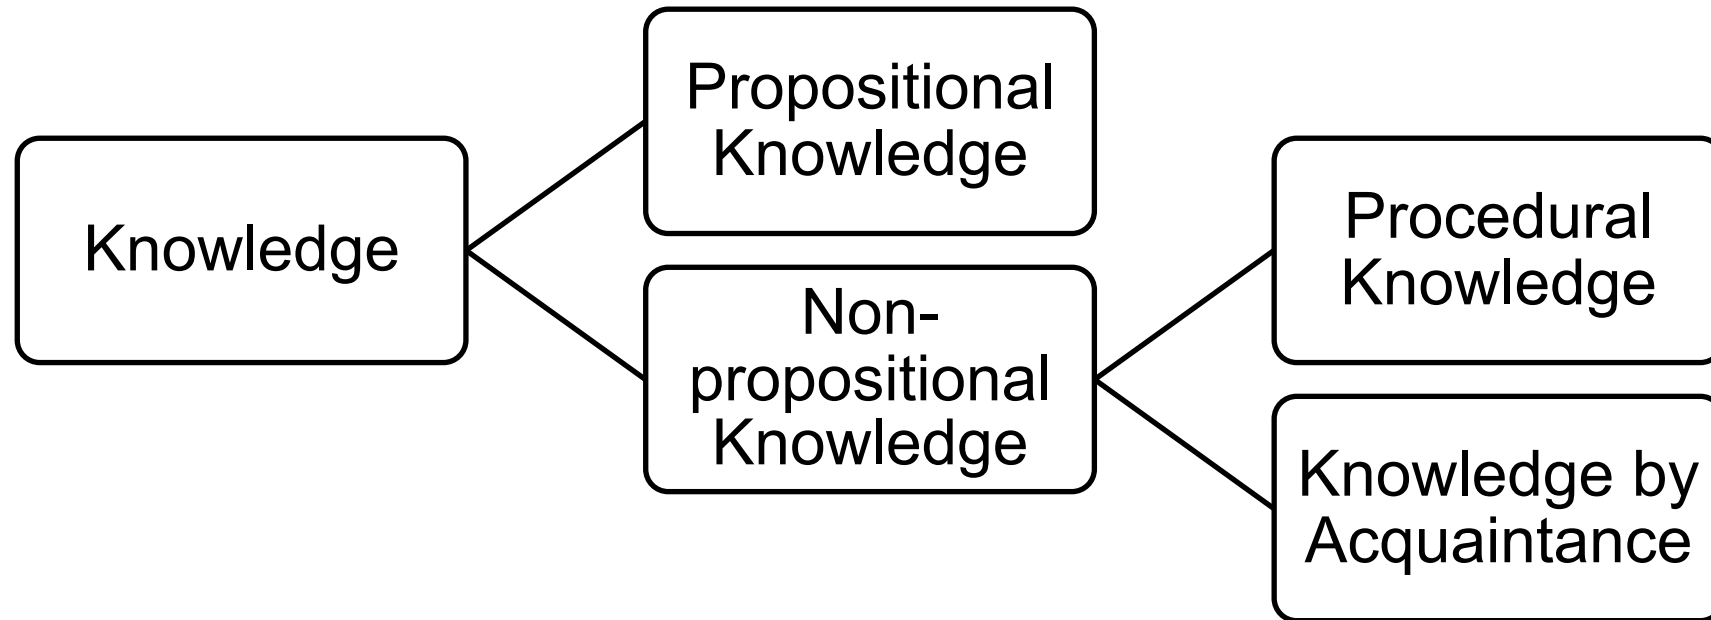 Knowledge
Propositional
Knowledge
Non-
propositional
Knowledge
Procedural
Knowledge
Knowledge by
Acquaintance